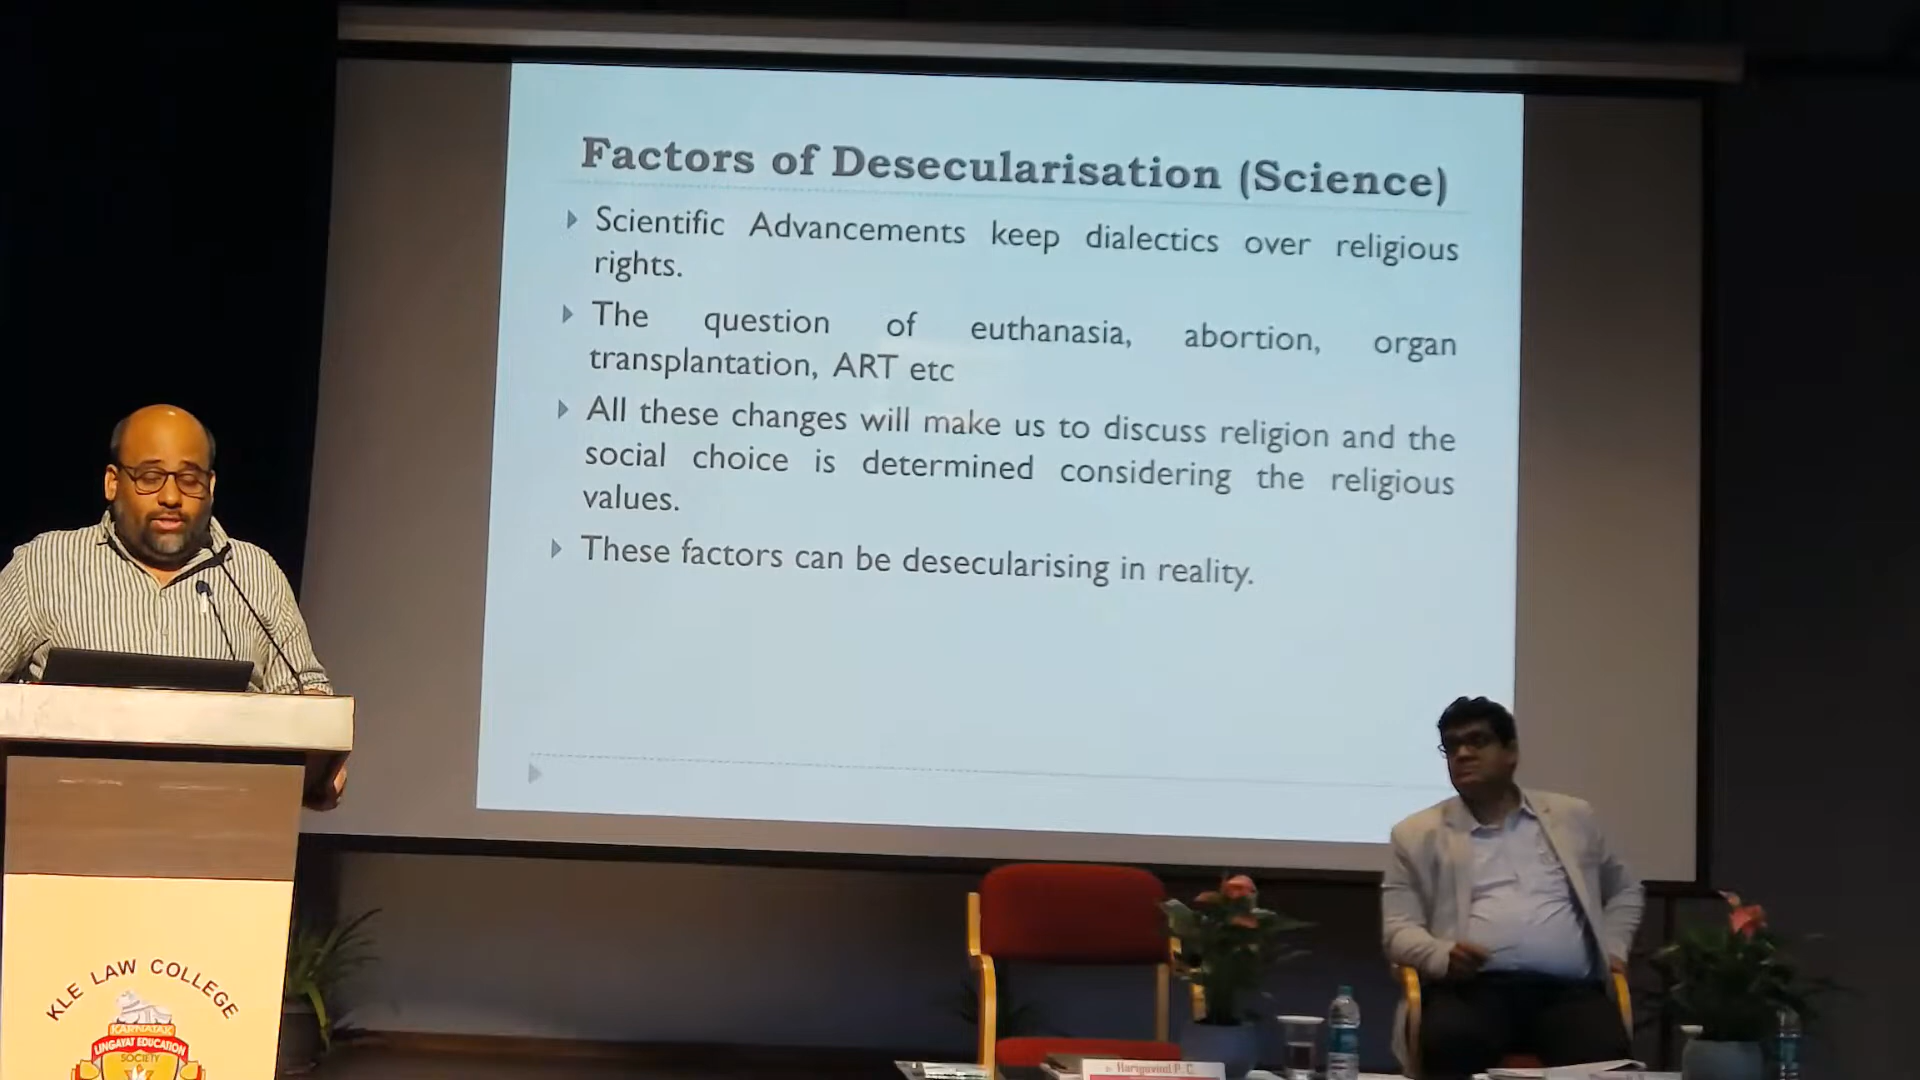 Factors of Desecularisation (Science)
Scientific Advancements keep dialectics over religious
rights.
The question of euthanasia, abortion, organ
transplantation, ART etc
All these changes will make us to discuss religion and the
social choice is determined considering the religious
values.
These factors can be desecularising in reality.
KLE LAW COLLEGE
KARNATAK
LINGAYAT EDUCATION
SOCIETY
Harigovind P. C.